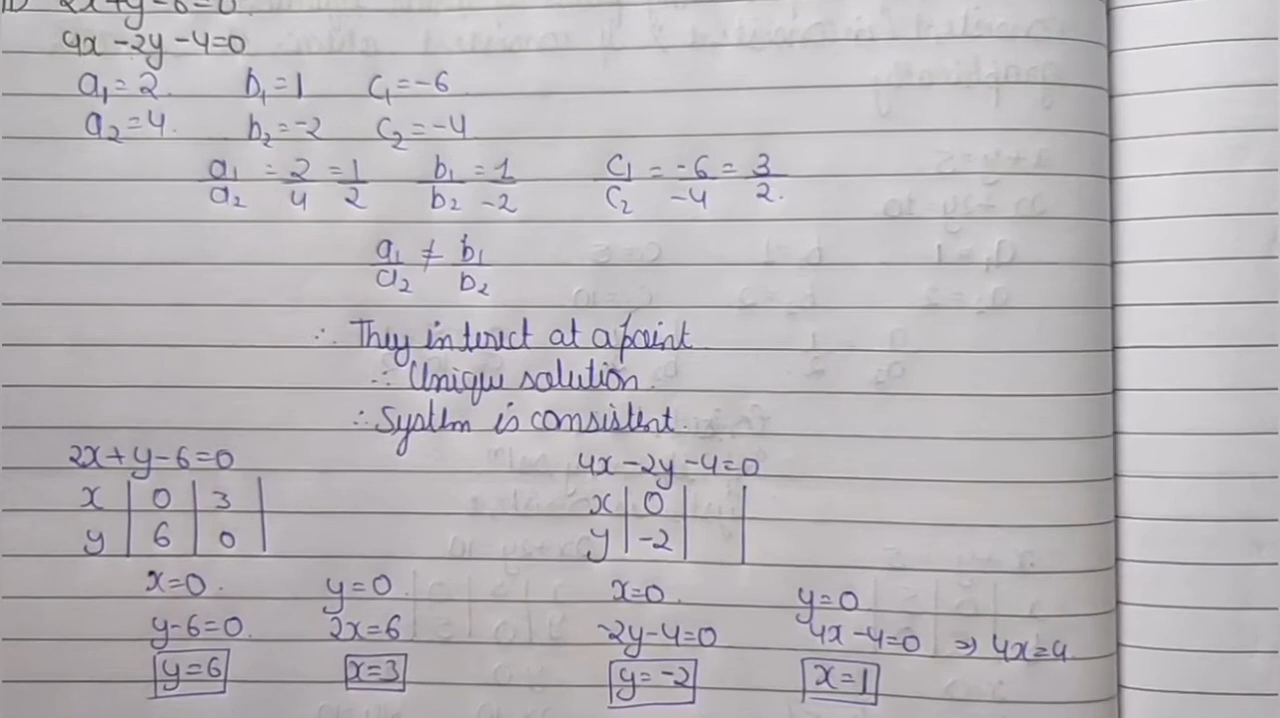 2x+y-6=0
4x-2y-4=0
a₁=2 b₁=1 c₁=-6
a₂=4. b₂=-2 c₂=-4
a₁/a₂ = 2/4 = 1/2 b₁/b₂ = 1/-2 c₁/c₂ = -6/-4 = 3/2.
a₁/a₂ ≠ b₁/b₂
∴ They interect at a point
∴ Unique solution.
∴ System is consistent.
2x+y-6=0 4x-2y-4=0
x | 0 | 3 | x | 0 | |
y | 6 | 0 | y | -2 | |
x=0. y=0 x=0. y=0
y-6=0. 2x=6 -2y-4=0 4x-4=0 ⇒ 4x=4
y=6 x=3 y=-2 x=1